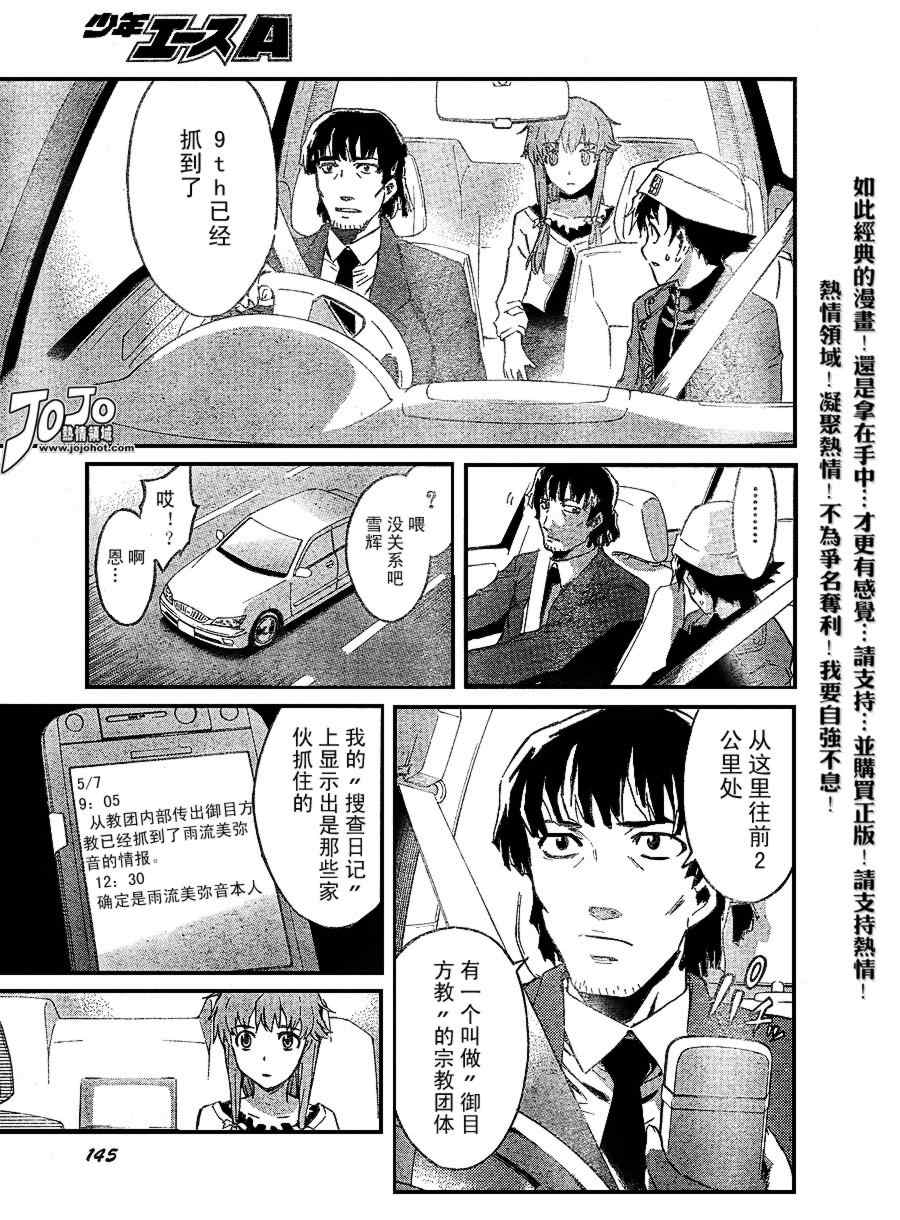 少年エースA
9th已经
抓到了
………
?
喂
没关系吧
雪辉
哎!?
啊
恩…
从这里往前2
公里处
有一个叫做"御目
方教"的宗教团体
我的"搜查日记"
上显示出是那些家
伙抓住的
5/7
9：05
从教团内部传出御目方
教已经抓到了雨流美弥
音的情报。
12：30
确定是雨流美弥音本人
145
JoJo
熱情領域
www.jojohot.com
如此經典的漫畫！還是拿在手中…才更有感覺…請支持…並購買正版！請支持熱情！
熱情領域！凝聚熱情！不為爭名奪利！我要自強不息！